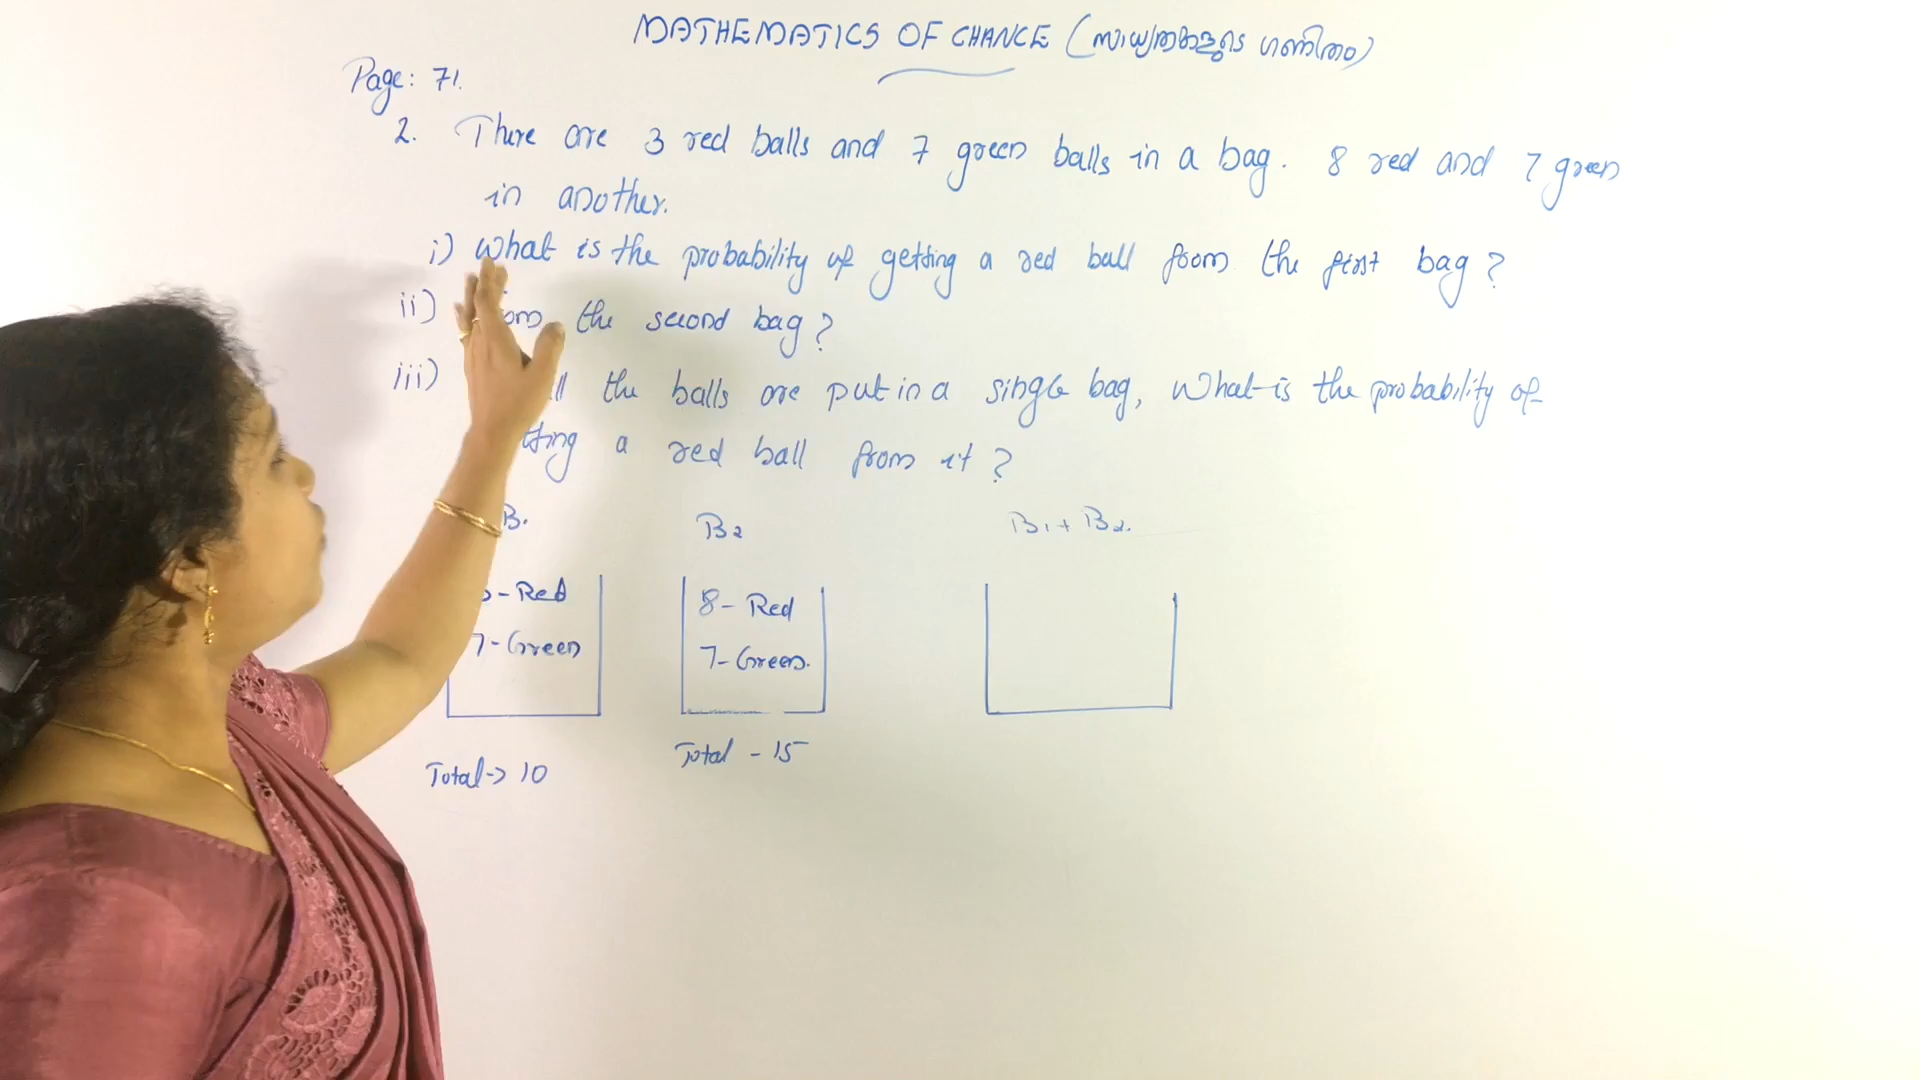 MATHEMATICS OF CHANCE (സാധ്യതകളുടെ ഗണിതം)
Page: 71.
2. There are 3 red balls and 7 green balls in a bag. 8 red and 7 green
in another.
i) What is the probability of getting a red ball from the first bag?
ii) the second bag?
iii) the balls are put in a single bag, What is the probability of
a red ball from it?
B1 B2 B1 + B2.
- Red 8 - Red
7 - Green 7 - Green.
Total -> 10 Total - 15